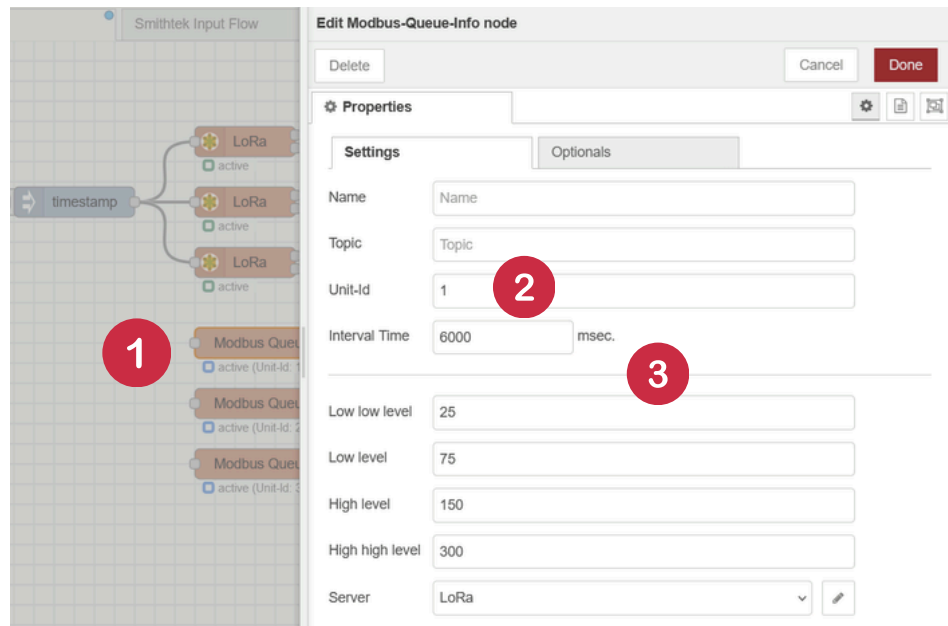 Smithtek Input Flow
Edit Modbus-Queue-Info node
Delete
Cancel
Done
Properties
Settings
Optionals
Name
Name
Topic
Topic
Unit-Id
1
2
Interval Time
6000
msec.
3
Low low level
25
Low level
75
High level
150
High high level
300
Server
LoRa
timestamp
LoRa
active
LoRa
active
LoRa
active
1
Modbus Queu
active (Unit-Id: 1
Modbus Queu
active (Unit-Id: 2
Modbus Queu
active (Unit-Id: 3